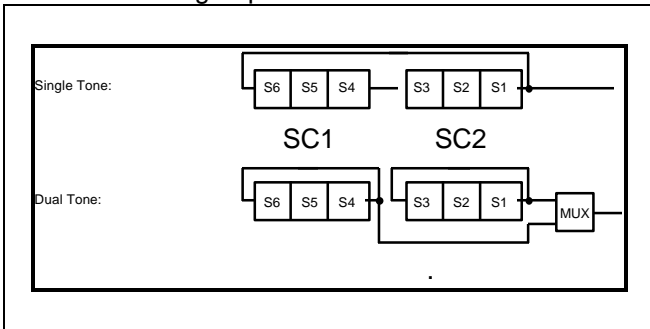 Single Tone: S6 S5 S4 S3 S2 S1
SC1 SC2
Dual Tone: S6 S5 S4 S3 S2 S1 MUX
.